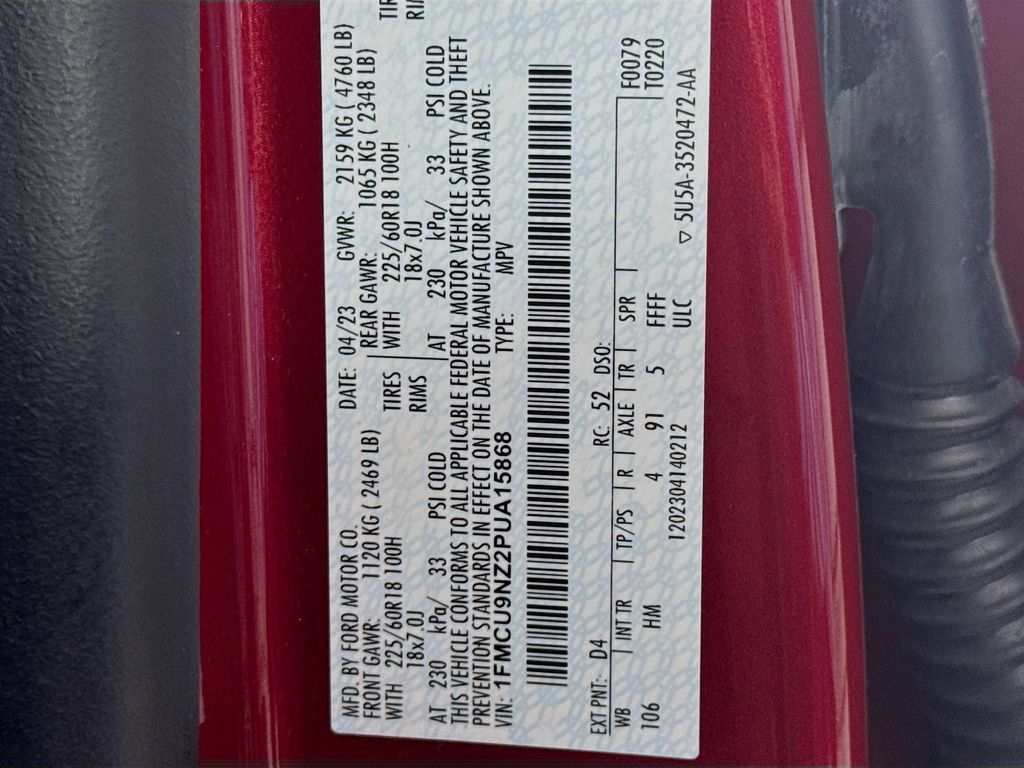 MFD. BY FORD MOTOR CO.
DATE: 04/23 GVWR: 2159 KG ( 4760 LB)
FRONT GAWR: 1120 KG ( 2469 LB)
REAR GAWR: 1065 KG ( 2348 LB)
WITH 225/60R18 100H
TIRES WITH 225/60R18 100H
18x7.0J
RIMS 18x7.0J
AT 230 kPa/ 33 PSI COLD
AT 230 kPa/ 33 PSI COLD
THIS VEHICLE CONFORMS TO ALL APPLICABLE FEDERAL MOTOR VEHICLE SAFETY AND THEFT
PREVENTION STANDARDS IN EFFECT ON THE DATE OF MANUFACTURE SHOWN ABOVE.
VIN: 1FMCU9NZ2PUA15868 TYPE: MPV
EXT PNT: D4 RC: 52 DSO: F0079
WB INT TR TP/PS R AXLE TR SPR T0220
106 HM 4 91 5 FFFF
1202304140212 ULC ▽ 5U5A-3520472-AA